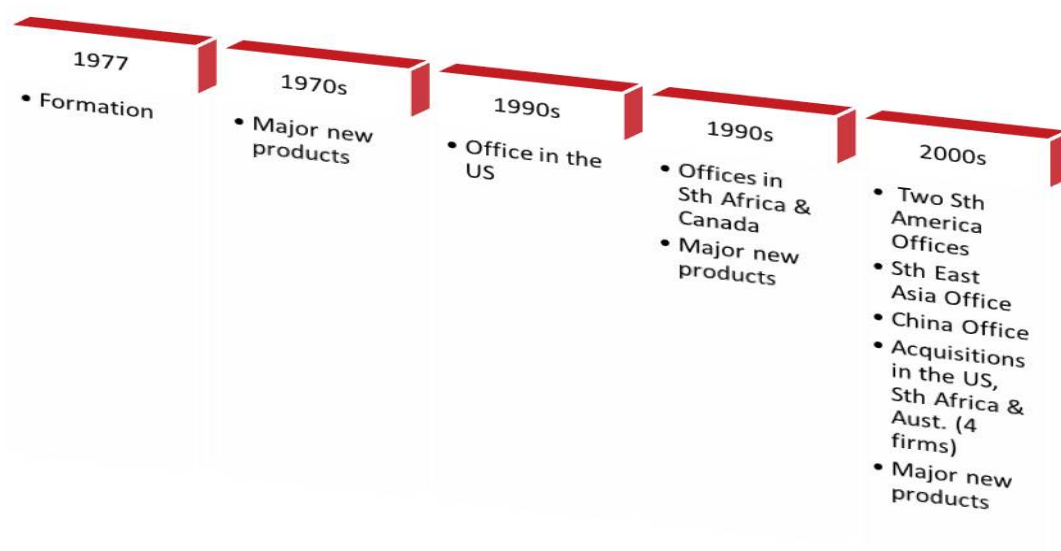 1977
• Formation
1970s
• Major new
products
1990s
• Office in the
US
1990s
• Offices in
Sth Africa &
Canada
• Major new
products
2000s
• Two Sth
America
Offices
• Sth East
Asia Office
• China Office
• Acquisitions
in the US,
Sth Africa &
Aust. (4
firms)
• Major new
products